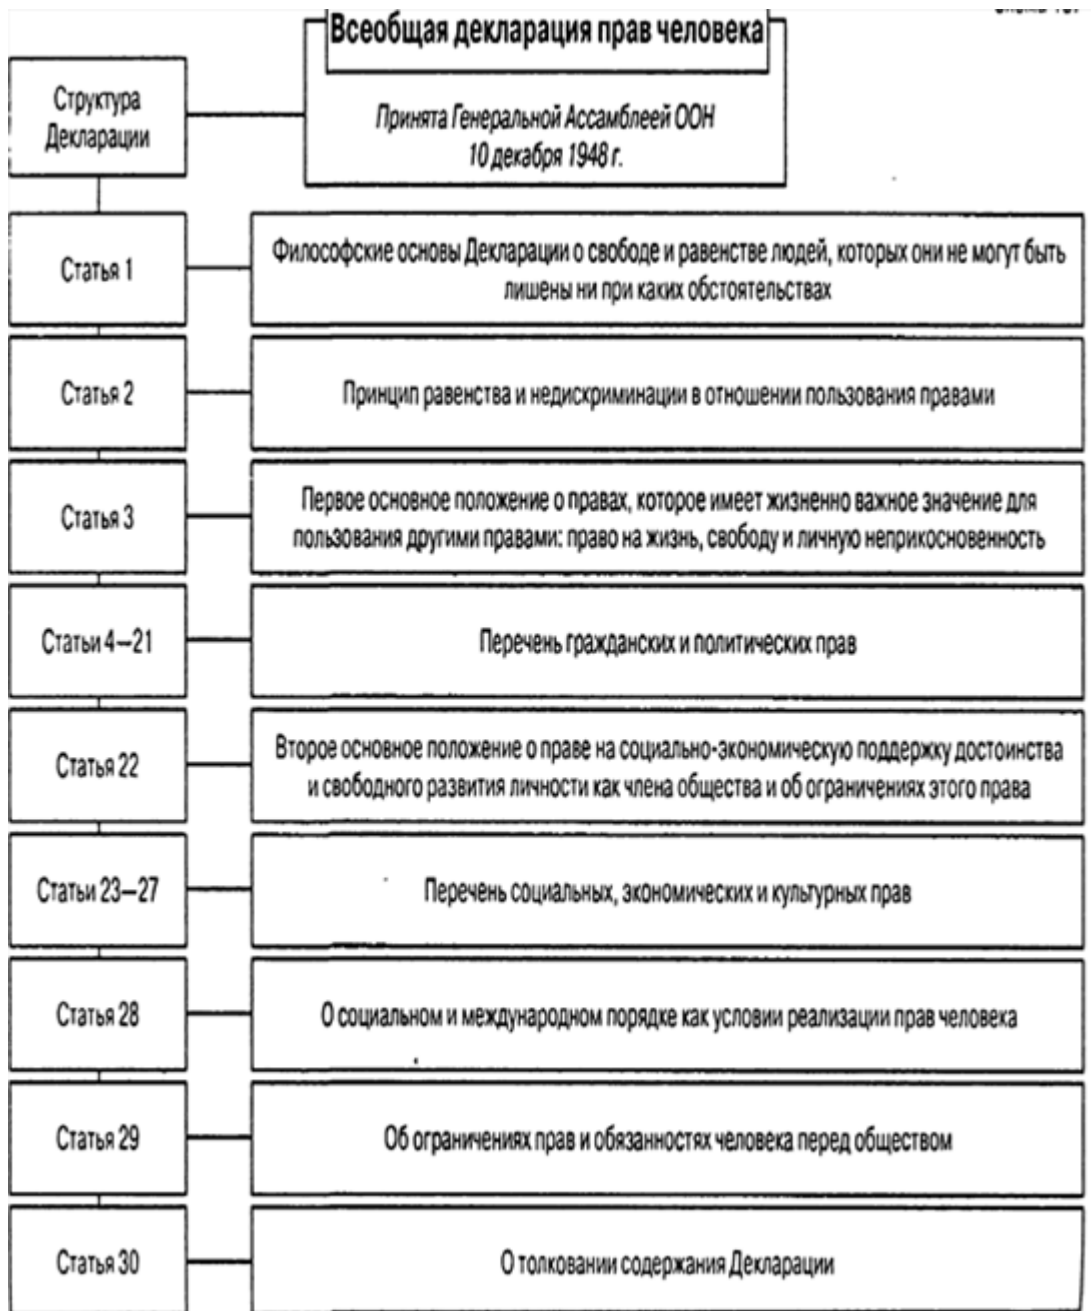 Всеобщая декларация прав человека
Структура
Декларации
Принята Генеральной Ассамблеей ООН
10 декабря 1948 г.
Статья 1
Философские основы Декларации о свободе и равенстве людей, которых они не могут быть
лишены ни при каких обстоятельствах
Статья 2
Принцип равенства и недискриминации в отношении пользования правами
Статья 3
Первое основное положение о правах, которое имеет жизненно важное значение для
пользования другими правами: право на жизнь, свободу и личную неприкосновенность
Статьи 4—21
Перечень гражданских и политических прав
Статья 22
Второе основное положение о праве на социально-экономическую поддержку достоинства
и свободного развития личности как члена общества и об ограничениях этого права
Статьи 23—27
Перечень социальных, экономических и культурных прав
Статья 28
О социальном и международном порядке как условии реализации прав человека
Статья 29
Об ограничениях прав и обязанностях человека перед обществом
Статья 30
О толковании содержания Декларации